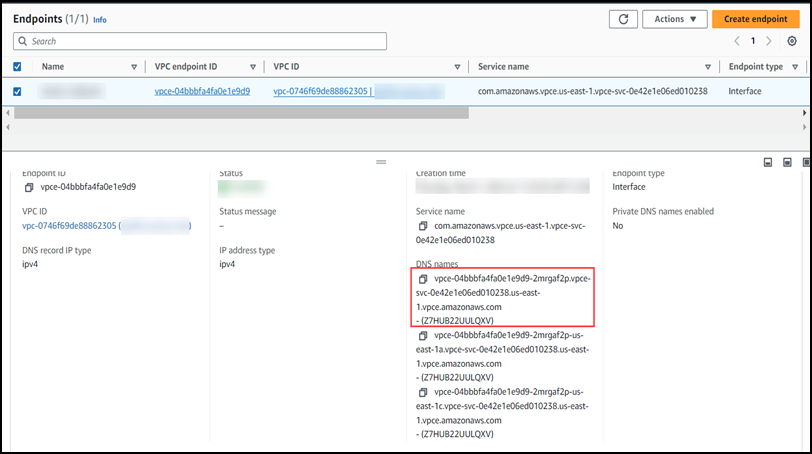 Endpoints (1/1) Info
Actions
Create endpoint
Search
1
Name
VPC endpoint ID
VPC ID
Service name
Endpoint type
vpce-04bbbfa4fa0e1e9d9
vpc-0746f69de88862305 |
com.amazonaws.vpce.us-east-1.vpce-svc-0e42e1e06ed010238
Interface
Endpoint ID
vpce-04bbbfa4fa0e1e9d9
Status
Creation time
Endpoint type
Interface
VPC ID
vpc-0746f69de88862305 (
)
Status message
–
Service name
com.amazonaws.vpce.us-east-1.vpce-svc-
0e42e1e06ed010238
Private DNS names enabled
No
DNS record IP type
ipv4
IP address type
ipv4
DNS names
vpce-04bbbfa4fa0e1e9d9-2mrgaf2p.vpce-
svc-0e42e1e06ed010238.us-east-
1.vpce.amazonaws.com
- (Z7HUB22UULQXV)
vpce-04bbbfa4fa0e1e9d9-2mrgaf2p-us-
east-1a.vpce-svc-0e42e1e06ed010238.us-east-
1.vpce.amazonaws.com
- (Z7HUB22UULQXV)
vpce-04bbbfa4fa0e1e9d9-2mrgaf2p-us-
east-1c.vpce-svc-0e42e1e06ed010238.us-east-
1.vpce.amazonaws.com
- (Z7HUB22UULQXV)